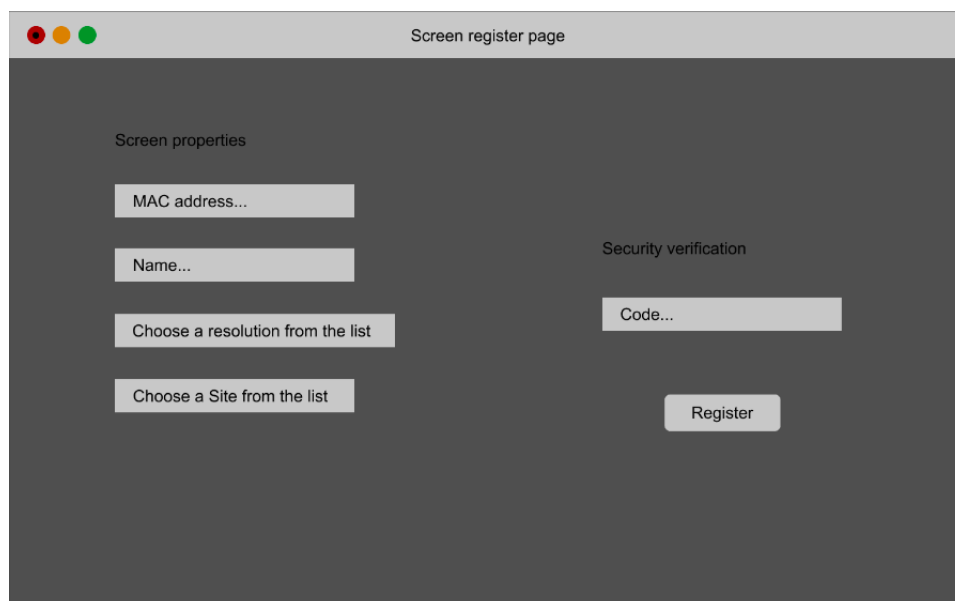 Screen register page
Screen properties
MAC address...
Name...
Choose a resolution from the list
Choose a Site from the list
Security verification
Code...
Register